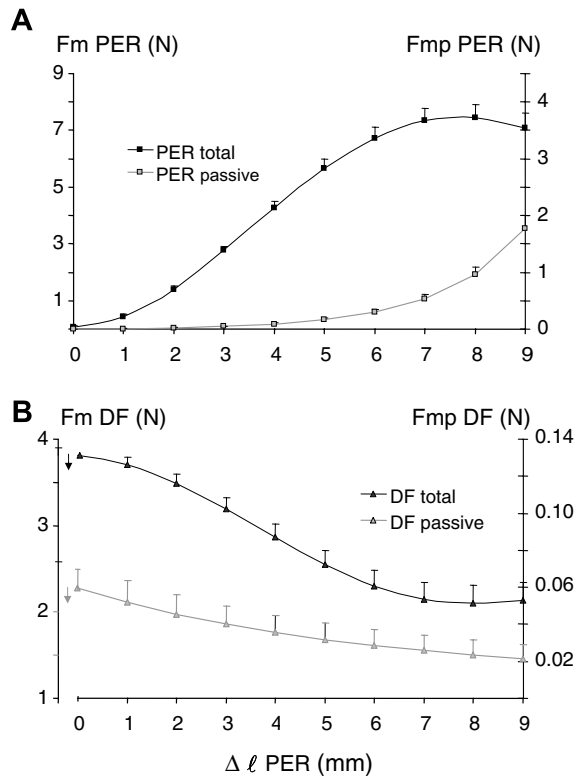 A
Fm PER (N) Fmp PER (N)
9
7
5
3
1
4
3
2
1
0
PER total
PER passive
0 1 2 3 4 5 6 7 8 9
B
Fm DF (N) Fmp DF (N)
4
3
2
1
0.14
0.10
0.06
0.02
DF total
DF passive
0 1 2 3 4 5 6 7 8 9
Δ ℓ PER (mm)